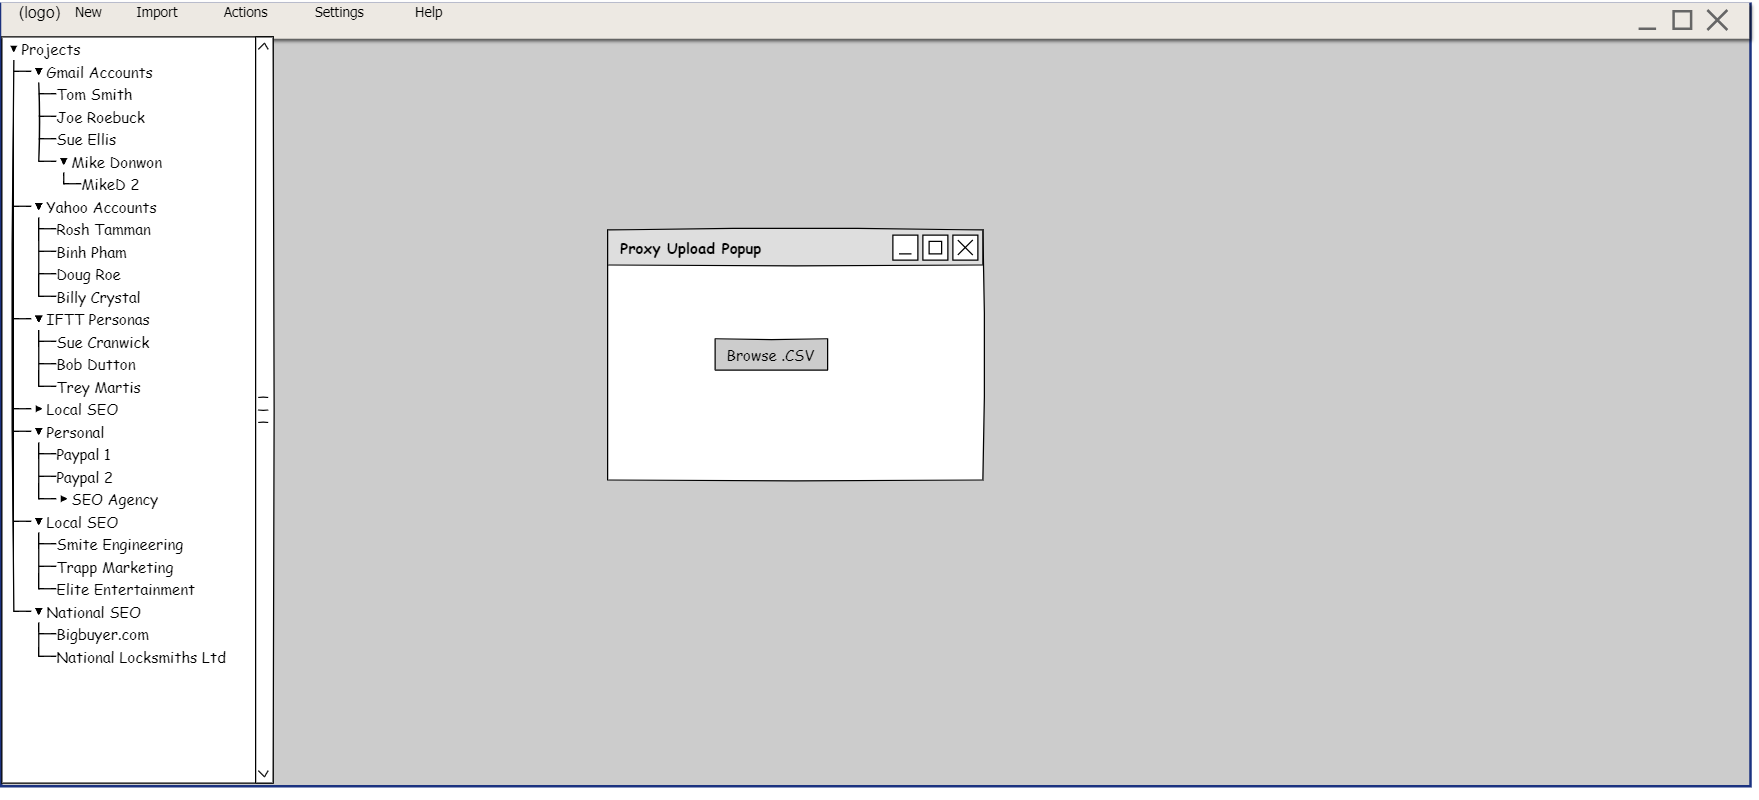 (logo) New Import Actions Settings Help
Projects
Gmail Accounts
Tom Smith
Joe Roebuck
Sue Ellis
Mike Donwon
MikeD 2
Yahoo Accounts
Rosh Tamman
Binh Pham
Doug Roe
Billy Crystal
IFTT Personas
Sue Cranwick
Bob Dutton
Trey Martis
Local SEO
Personal
Paypal 1
Paypal 2
SEO Agency
Local SEO
Smite Engineering
Trapp Marketing
Elite Entertainment
National SEO
Bigbuyer.com
National Locksmiths Ltd
Proxy Upload Popup
Browse .CSV